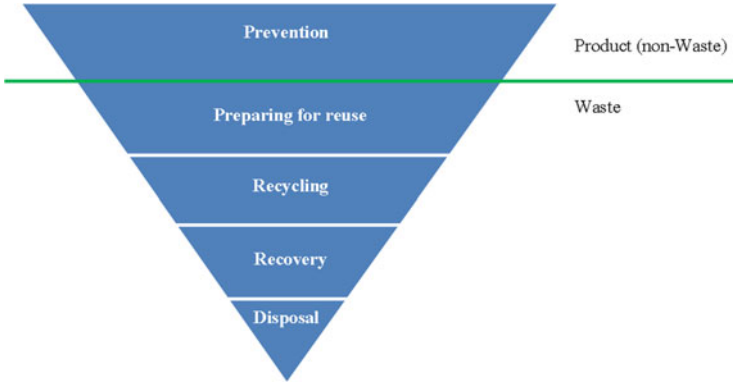 Prevention
Product (non-Waste)
Waste
Preparing for reuse
Recycling
Recovery
Disposal